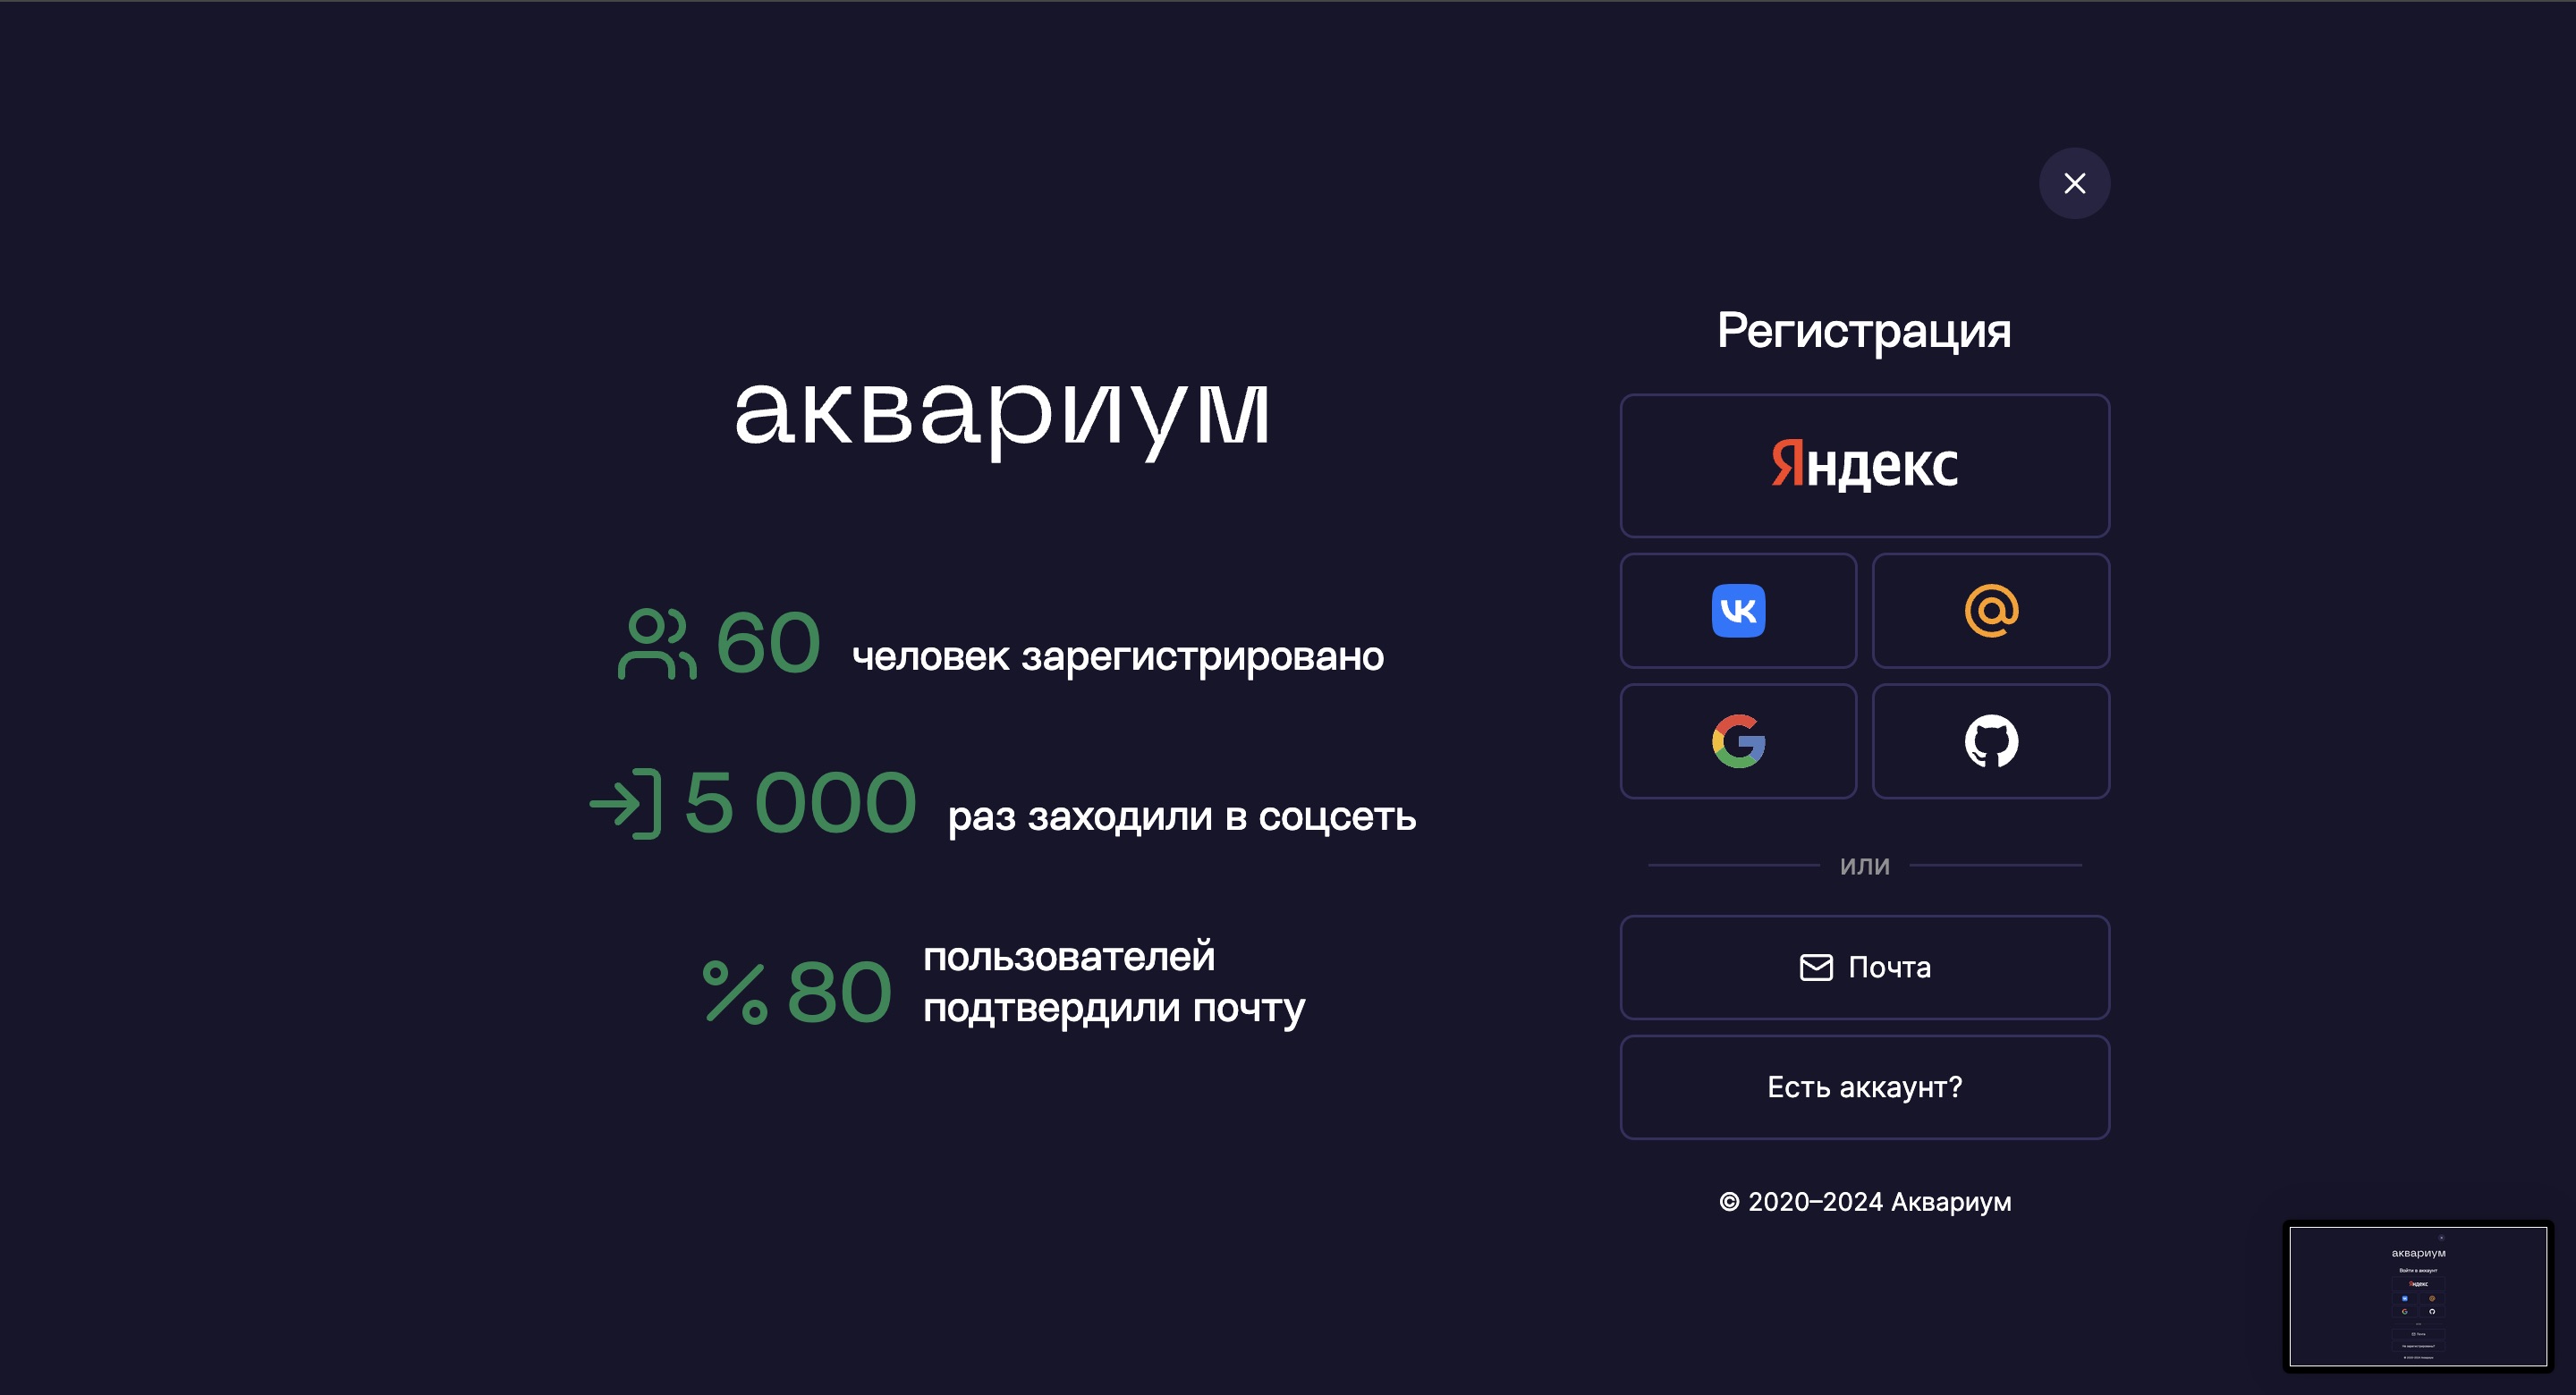 аквариум
60 человек зарегистрировано
5 000 раз заходили в соцсеть
% 80 пользователей
подтвердили почту
Регистрация
Яндекс
или
Почта
Есть аккаунт?
© 2020–2024 Аквариум
аквариум
Войти в аккаунт
Яндекс